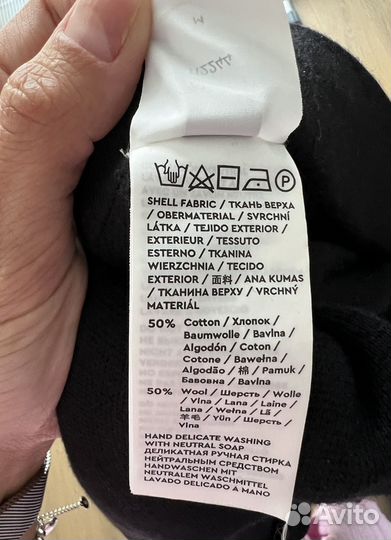 M
2244
SHELL FABRIC / ТКАНЬ ВЕРХА
/ OBERMATERIAL / SVRCHNÍ
LÁTKA / TEJIDO EXTERIOR /
EXTERIEUR / TESSUTO
ESTERNO / TKANINA
WIERZCHNIA / TECIDO
EXTERIOR / 面料 / ANA KUMAS
/ ТКАНИНА ВЕРХУ / VRCHNÝ
MATERIÁL
50% Cotton / Хлопок /
Baumwolle / Bavlna /
Algodón / Coton /
Cotone / Bawełna /
Algodão / 棉 / Pamuk /
Бавовна / Bavlna
50% Wool / Шерсть / Wolle
/ Vlna / Lana / Laine /
Lana / Wełna / Lã /
羊毛 / Yün / Шерсть /
Vlna
HAND DELICATE WASHING
WITH NEUTRAL SOAP
ДЕЛИКАТНАЯ РУЧНАЯ СТИРКА
НЕЙТРАЛЬНЫМ СРЕДСТВОМ
HANDWASCHEN MIT
NEUTRALEM WASCHMITTEL
LAVADO DELICADO A MANO
Avito